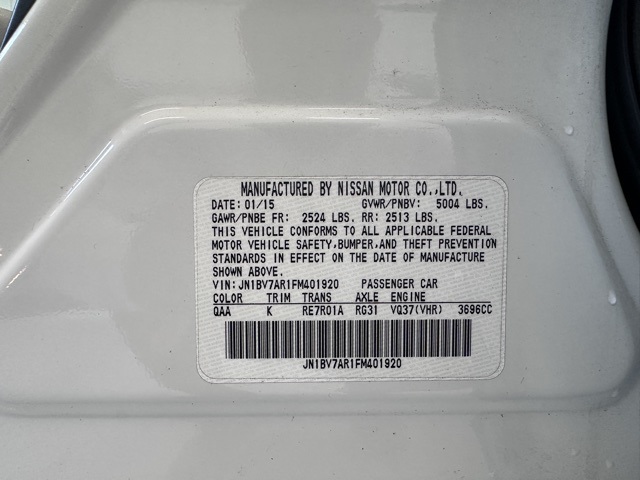 MANUFACTURED BY NISSAN MOTOR CO.,LTD.
DATE: 01/15 GVWR/PNBV: 5004 LBS.
GAWR/PNBE FR: 2524 LBS. RR: 2513 LBS.
THIS VEHICLE CONFORMS TO ALL APPLICABLE FEDERAL
MOTOR VEHICLE SAFETY,BUMPER,AND THEFT PREVENTION
STANDARDS IN EFFECT ON THE DATE OF MANUFACTURE
SHOWN ABOVE.
VIN: JN1BV7AR1FM401920 PASSENGER CAR
COLOR TRIM TRANS AXLE ENGINE
QAA K RE7R01A RG31 VQ37(VHR) 3696CC
JN1BV7AR1FM401920